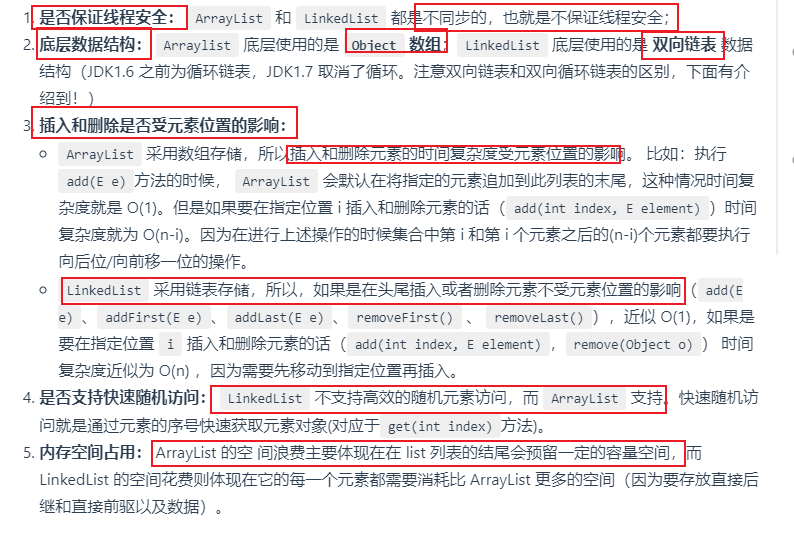 1. 是否保证线程安全: ArrayList 和 LinkedList 都是不同步的，也就是不保证线程安全；
2. 底层数据结构: Arraylist 底层使用的是 Object 数组；LinkedList 底层使用的是 双向链表 数据
结构（JDK1.6 之前为循环链表，JDK1.7 取消了循环。注意双向链表和双向循环链表的区别，下面有介
绍到！）
3. 插入和删除是否受元素位置的影响:
ArrayList 采用数组存储，所以插入和删除元素的时间复杂度受元素位置的影响。 比如：执行
add(E e)方法的时候， ArrayList 会默认在将指定的元素追加到此列表的末尾，这种情况时间复
杂度就是 O(1)。但是如果要在指定位置 i 插入和删除元素的话（add(int index, E element)）时间
复杂度就为 O(n-i)。因为在进行上述操作的时候集合中第 i 和第 i 个元素之后的(n-i)个元素都要执行
向后位/向前移一位的操作。
LinkedList 采用链表存储，所以，如果是在头尾插入或者删除元素不受元素位置的影响（add(E
e)、addFirst(E e)、addLast(E e)、removeFirst() 、 removeLast()），近似 O(1)，如果是
要在指定位置 i 插入和删除元素的话（add(int index, E element)，remove(Object o)） 时间
复杂度近似为 O(n) ，因为需要先移动到指定位置再插入。
4. 是否支持快速随机访问: LinkedList 不支持高效的随机元素访问，而 ArrayList 支持。快速随机访
问就是通过元素的序号快速获取元素对象(对应于get(int index)方法)。
5. 内存空间占用: ArrayList 的空 间浪费主要体现在在 list 列表的结尾会预留一定的容量空间，而
LinkedList 的空间花费则体现在它的每一个元素都需要消耗比 ArrayList 更多的空间（因为要存放直接后
继和直接前驱以及数据）。